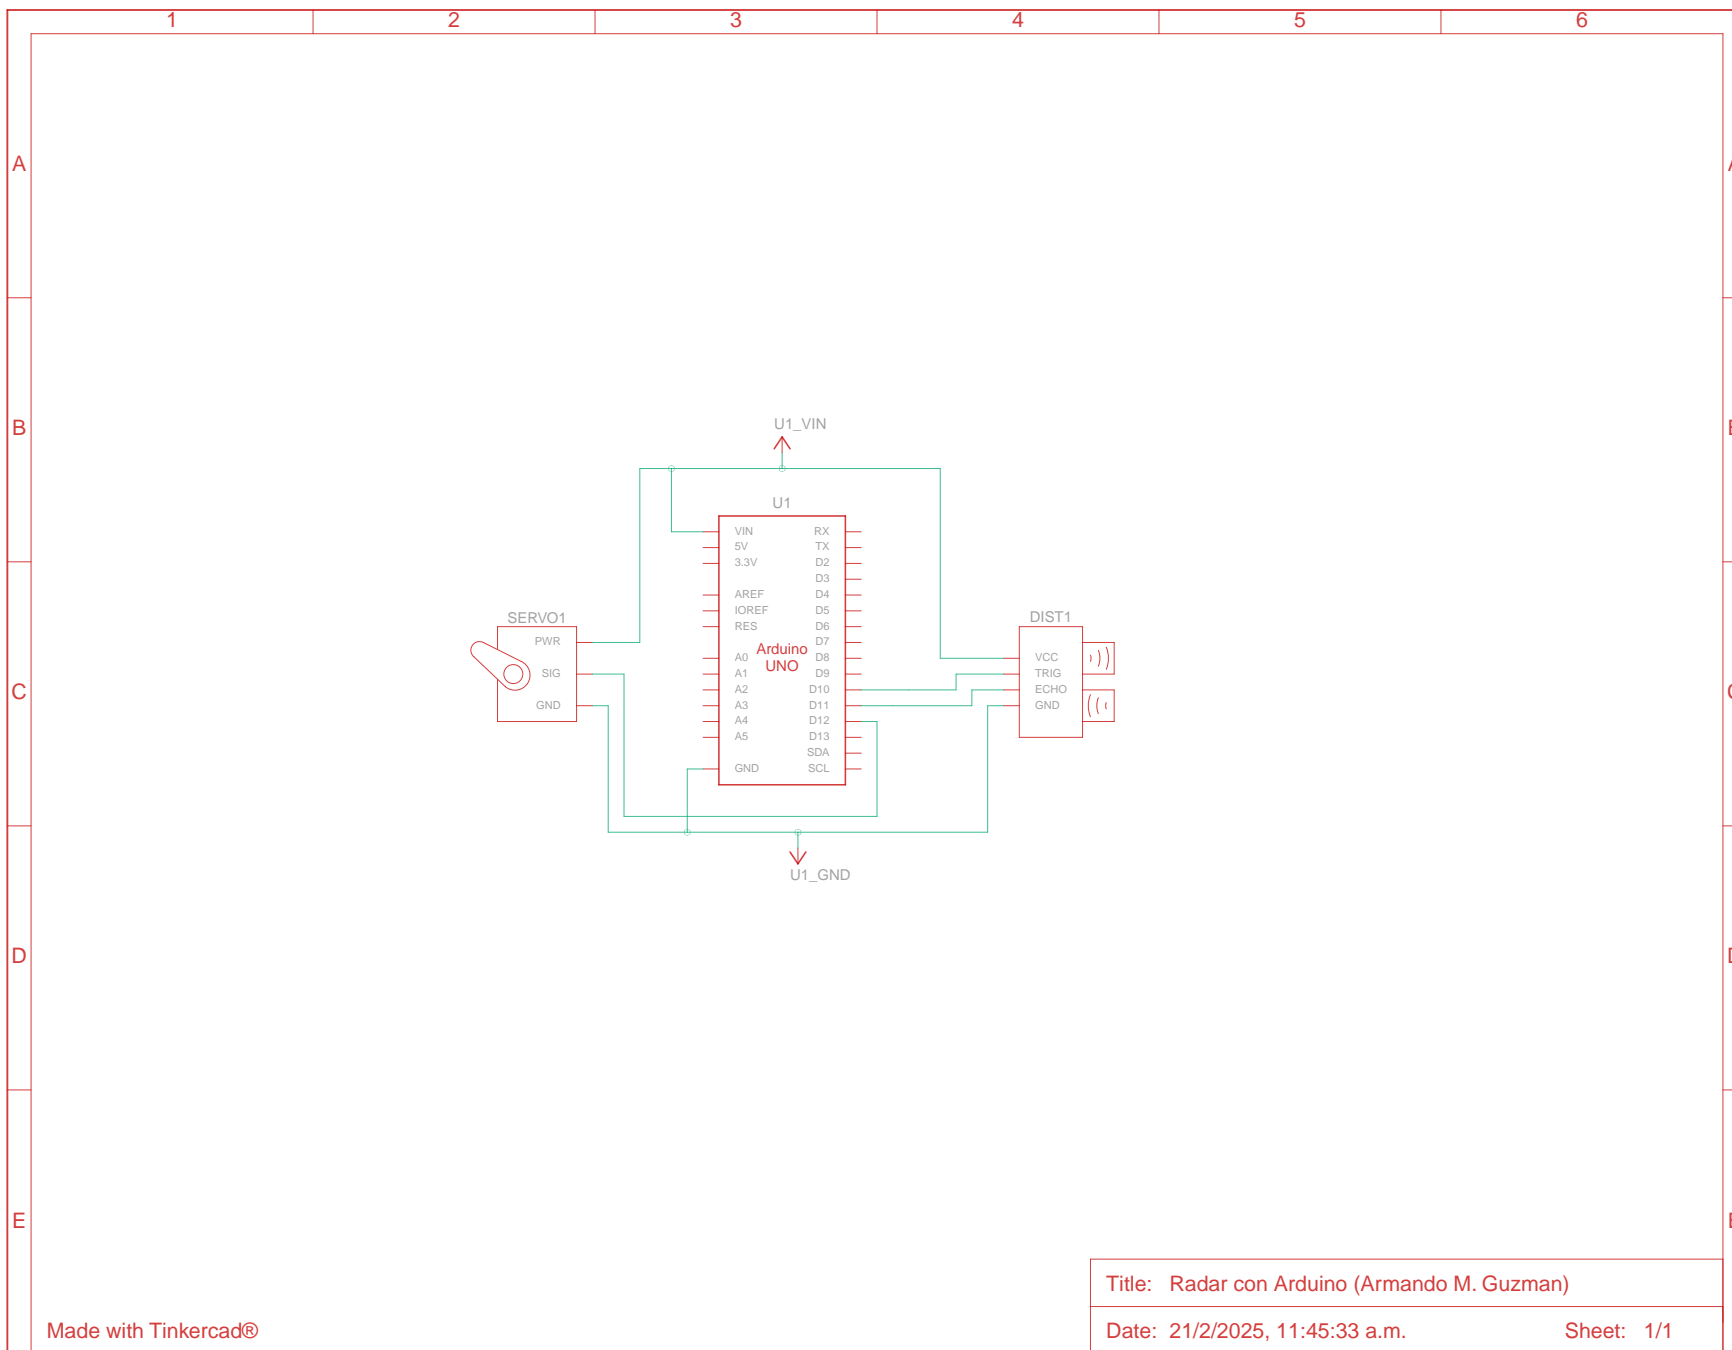 1 2 3 4 5 6
A
B
C
D
E
U1_VIN
U1
VIN RX
5V TX
3.3V D2
D3
AREF D4
IOREF D5
RES D6
D7
A0 D8
A1 D9
A2 D10
A3 D11
A4 D12
A5 D13
SDA
GND SCL
Arduino
UNO
SERVO1
PWR
SIG
GND
DIST1
VCC
TRIG
ECHO
GND
U1_GND
Title: Radar con Arduino (Armando M. Guzman)
Made with Tinkercad®
Date: 21/2/2025, 11:45:33 a.m. Sheet: 1/1